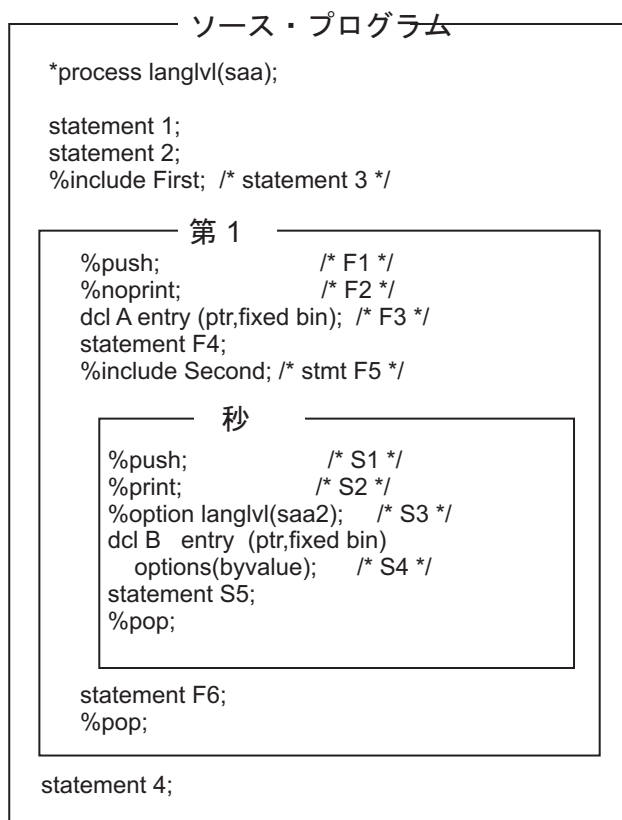 ソース・プログラム
*process langlvl(saa);
statement 1;
statement 2;
%include First; /* statement 3 */
第 1
%push; /* F1 */
%noprint; /* F2 */
dcl A entry (ptr,fixed bin); /* F3 */
statement F4;
%include Second; /* stmt F5 */
秒
%push; /* S1 */
%print; /* S2 */
%option langlvl(saa2); /* S3 */
dcl B entry (ptr,fixed bin)
options(byvalue); /* S4 */
statement S5;
%pop;
statement F6;
%pop;
statement 4;